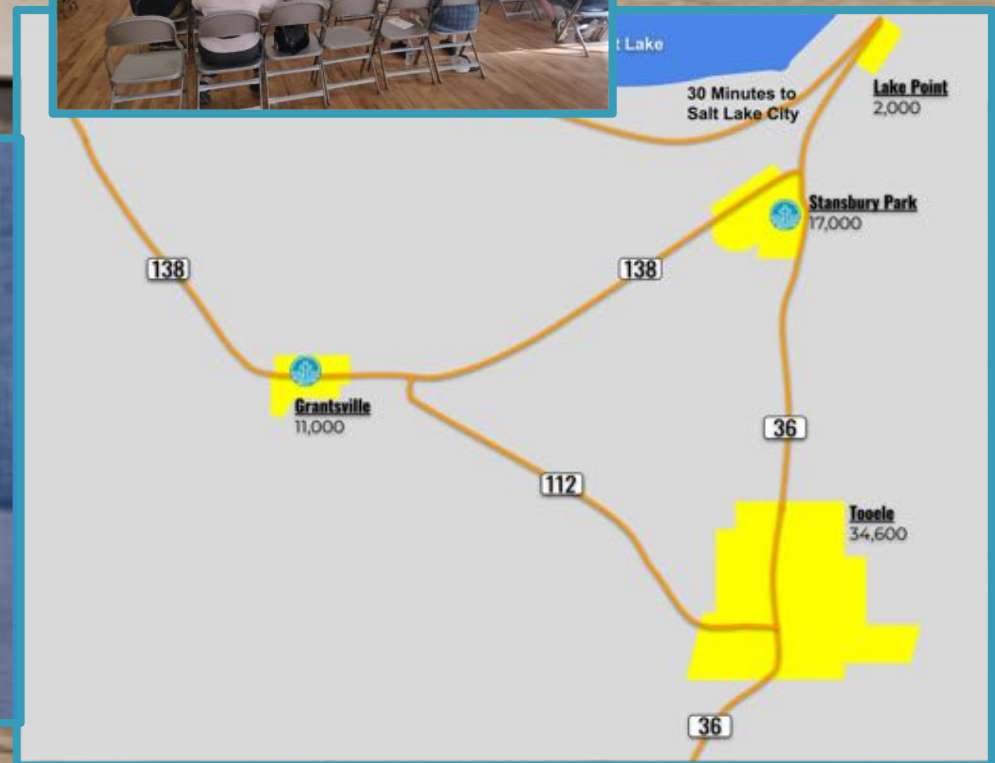 t Lake
30 Minutes to
Salt Lake City
Lake Point
2,000
Stansbury Park
17,000
138
138
Grantsville
11,000
36
112
Tooele
34,600
36